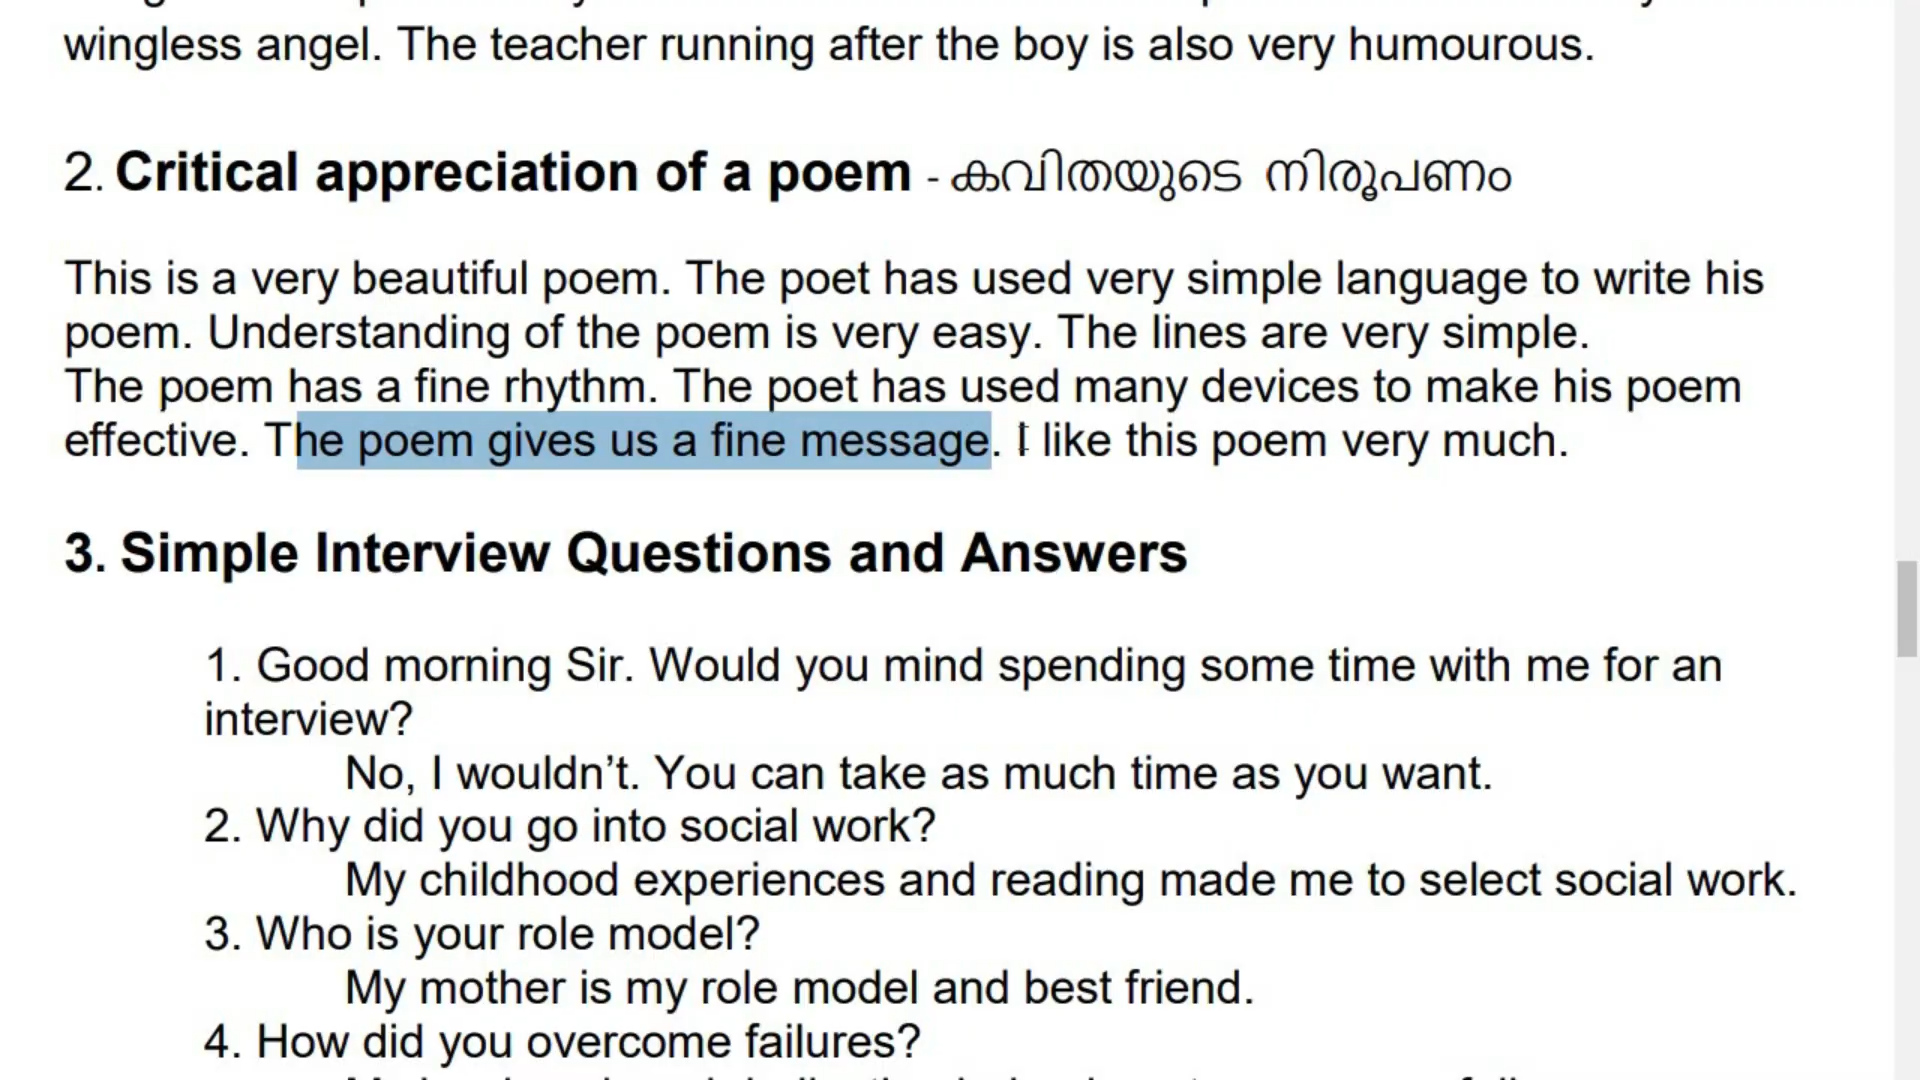 wingless angel. The teacher running after the boy is also very humourous.
2. Critical appreciation of a poem - കവിതയുടെ നിരൂപണം
This is a very beautiful poem. The poet has used very simple language to write his
poem. Understanding of the poem is very easy. The lines are very simple.
The poem has a fine rhythm. The poet has used many devices to make his poem
effective. The poem gives us a fine message. I like this poem very much.
3. Simple Interview Questions and Answers
1. Good morning Sir. Would you mind spending some time with me for an
interview?
No, I wouldn’t. You can take as much time as you want.
2. Why did you go into social work?
My childhood experiences and reading made me to select social work.
3. Who is your role model?
My mother is my role model and best friend.
4. How did you overcome failures?